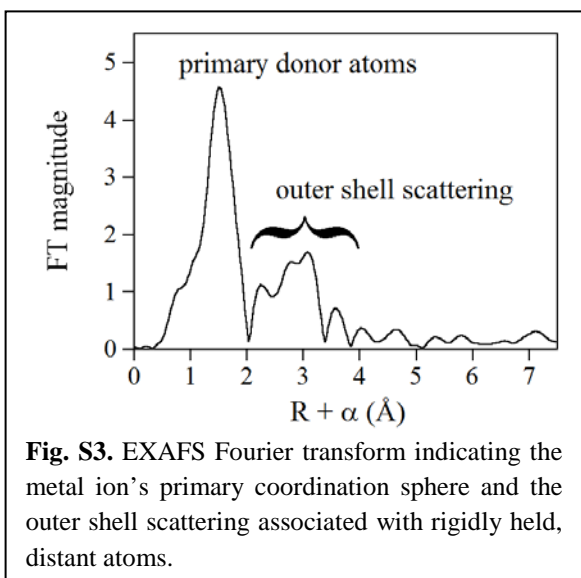 5
primary donor atoms
4
3
outer shell scattering
2
1
0
FT magnitude
0 1 2 3 4 5 6 7
R + α (Å)
Fig. S3. EXAFS Fourier transform indicating the
metal ion’s primary coordination sphere and the
outer shell scattering associated with rigidly held,
distant atoms.